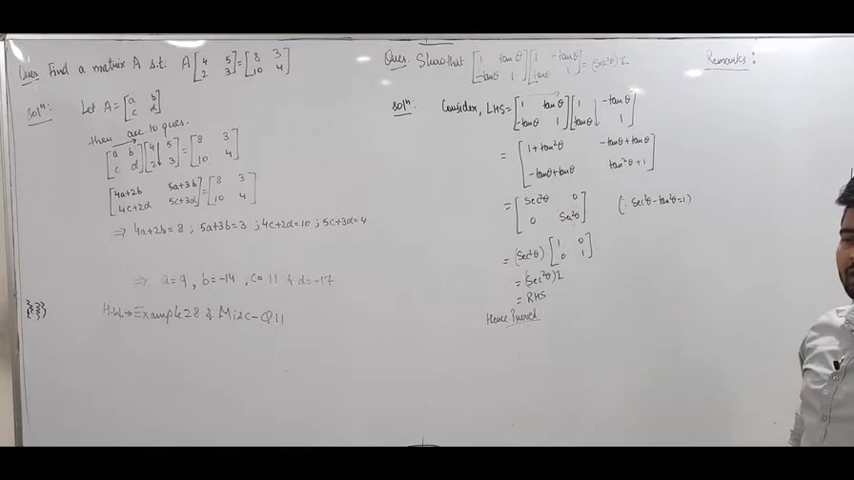 Ques Find a matrix A s.t. A [4 5; 2 3] = [8 3; 10 4]
solⁿ: Let A = [a b; c d]
then acc to ques.
[a b; c d] [4 5; 2 3] = [8 3; 10 4]
[4a+2b 5a+3b; 4c+2d 5c+3d] = [8 3; 10 4]
⇒ 4a+2b=8 ; 5a+3b=3 ; 4c+2d=10 ; 5c+3d=4
⇒ a=9, b=-14, c=11 & d=-17
H.W. → Example 28 & Misc-Q11
Ques. Show that [1 tanθ; -tanθ 1] [1 -tanθ; tanθ 1] = (Sec²θ)I
solⁿ: Consider, LHS = [1 tanθ; -tanθ 1] [1 -tanθ; tanθ 1]
= [1+tan²θ -tanθ+tanθ; -tanθ+tanθ tan²θ+1]
= [Sec²θ 0; 0 Sec²θ] (∵ Sec²θ-tan²θ=1)
= (Sec²θ) [1 0; 0 1]
= (Sec²θ)I
= RHS
Hence Proved
Remarks: